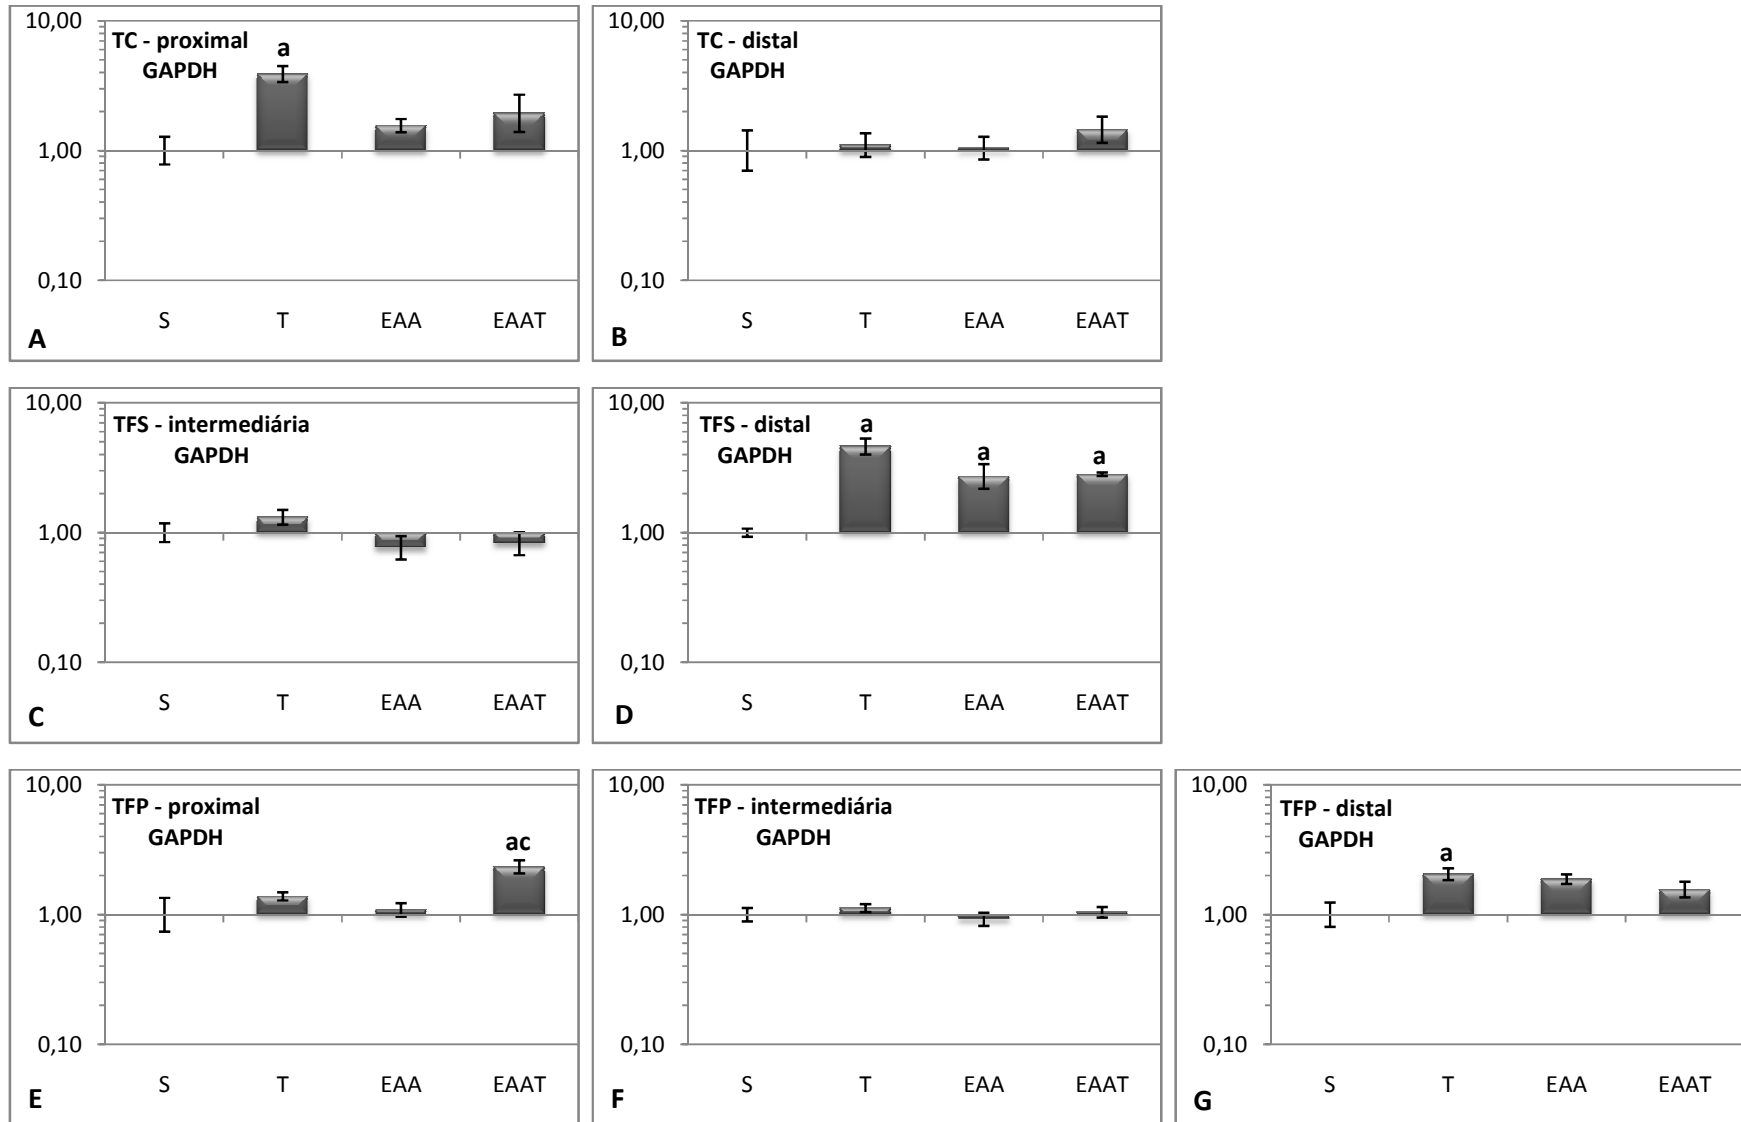 10,00
TC - proximal
GAPDH
a
1,00
0,10
S T EAA EAAT
A
10,00
TC - distal
GAPDH
1,00
0,10
S T EAA EAAT
B
10,00
TFS - intermediária
GAPDH
1,00
0,10
S T EAA EAAT
C
10,00
TFS - distal
GAPDH
a a a
1,00
0,10
S T EAA EAAT
D
10,00
TFP - proximal
GAPDH
ac
1,00
0,10
S T EAA EAAT
E
10,00
TFP - intermediária
GAPDH
1,00
0,10
S T EAA EAAT
F
10,00
TFP - distal
GAPDH
a
1,00
0,10
S T EAA EAAT
G